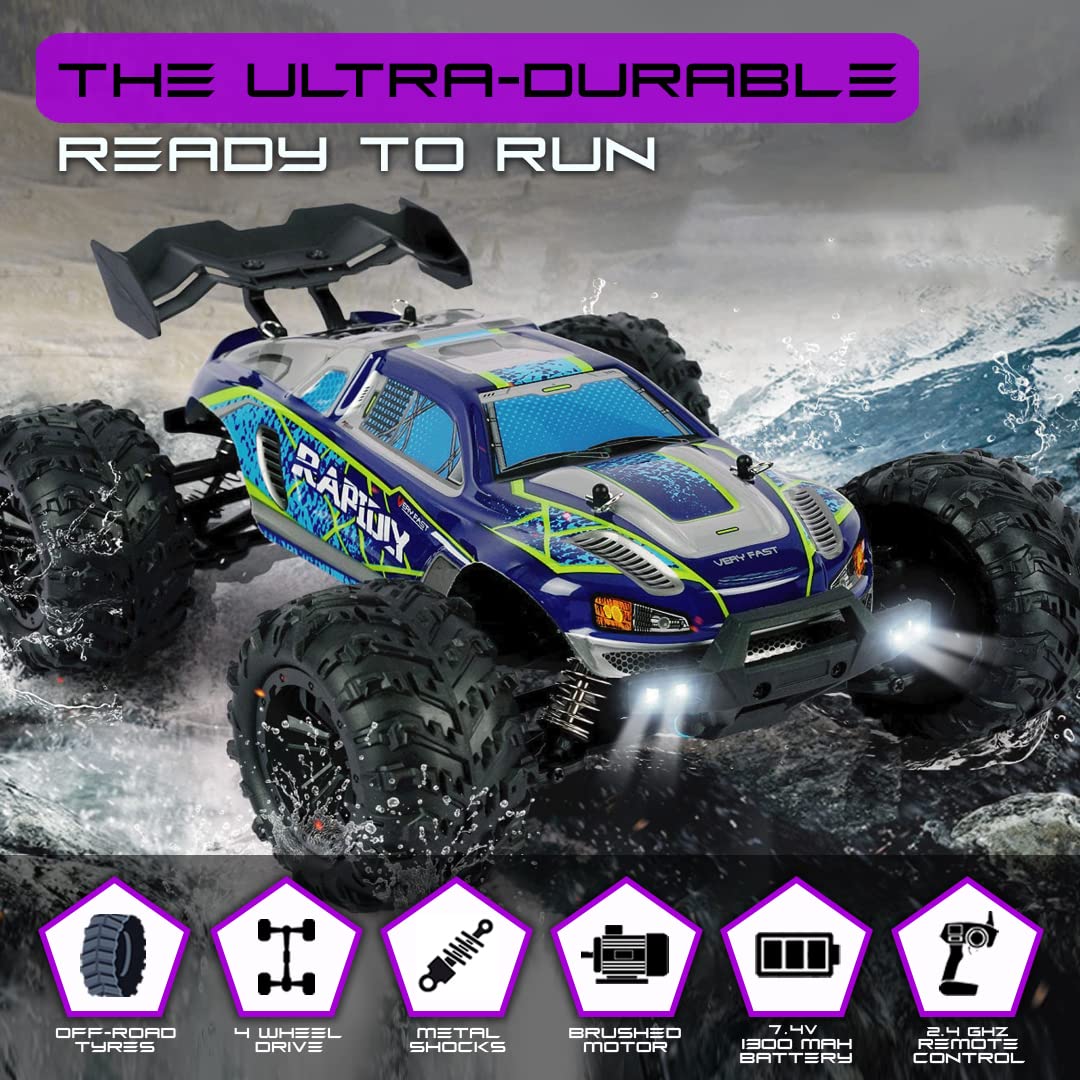 THE ULTRA-DURABLE
READY TO RUN
RAPIDLY
VERY FAST
VERY FAST
OFF-ROAD
TYRES
4 WHEEL
DRIVE
METAL
SHOCKS
BRUSHED
MOTOR
7.4V
1300 MAH
BATTERY
2.4 GHZ
REMOTE
CONTROL